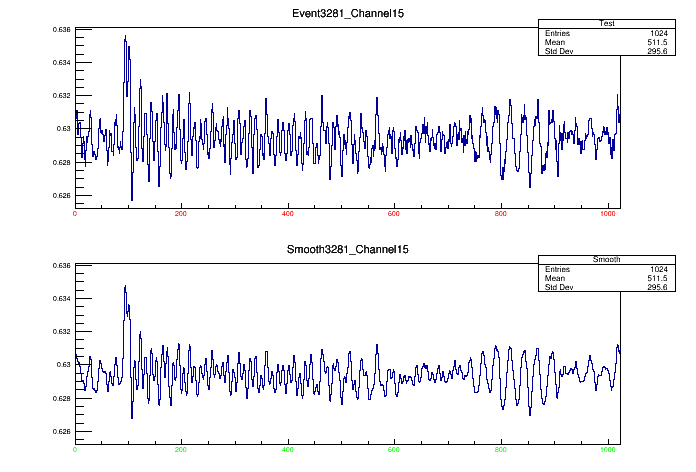 Event3281_Channel15
Test
Entries 1024
Mean 511.5
Std Dev 295.6
0.636
0.634
0.632
0.63
0.628
0.626
0 200 400 600 800 1000
Smooth3281_Channel15
Smooth
Entries 1024
Mean 511.5
Std Dev 295.6
0.636
0.634
0.632
0.63
0.628
0.626
0 200 400 600 800 1000